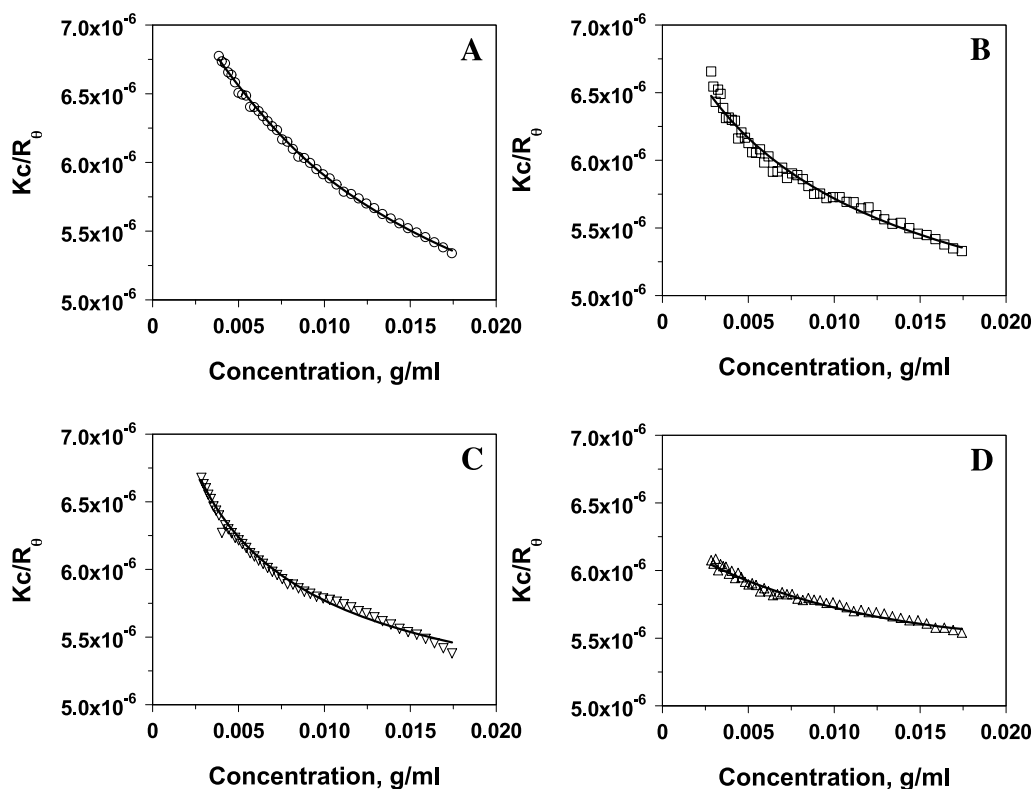 A
Kc/Rθ
7.0x10⁻⁶
6.5x10⁻⁶
6.0x10⁻⁶
5.5x10⁻⁶
5.0x10⁻⁶
0 0.005 0.010 0.015 0.020
Concentration, g/ml
B
Kc/Rθ
7.0x10⁻⁶
6.5x10⁻⁶
6.0x10⁻⁶
5.5x10⁻⁶
5.0x10⁻⁶
0 0.005 0.010 0.015 0.020
Concentration, g/ml
C
Kc/Rθ
7.0x10⁻⁶
6.5x10⁻⁶
6.0x10⁻⁶
5.5x10⁻⁶
5.0x10⁻⁶
0 0.005 0.010 0.015 0.020
Concentration, g/ml
D
Kc/Rθ
7.0x10⁻⁶
6.5x10⁻⁶
6.0x10⁻⁶
5.5x10⁻⁶
5.0x10⁻⁶
0 0.005 0.010 0.015 0.020
Concentration, g/ml